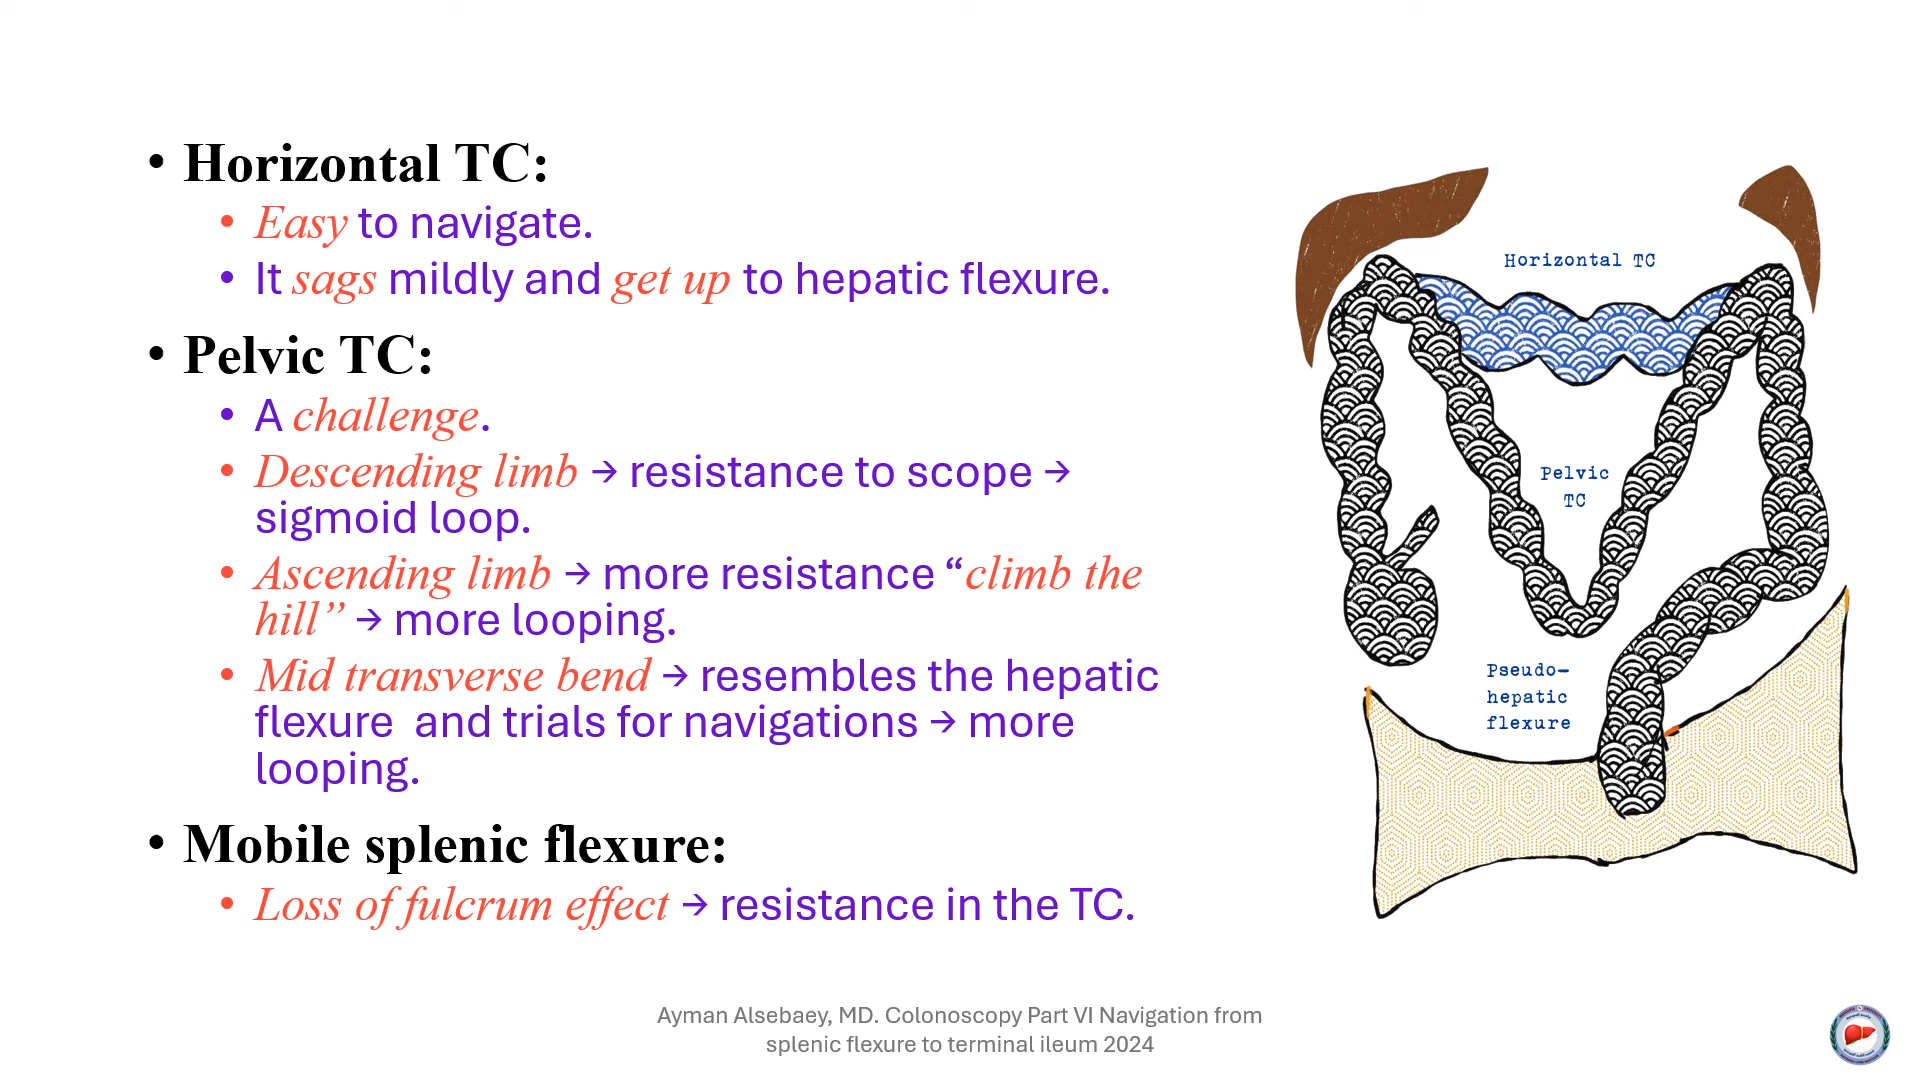 • Horizontal TC:
• Easy to navigate.
• It sags mildly and get up to hepatic flexure.
• Pelvic TC:
• A challenge.
• Descending limb → resistance to scope →
sigmoid loop.
• Ascending limb → more resistance “climb the
hill” → more looping.
• Mid transverse bend → resembles the hepatic
flexure  and trials for navigations → more
looping.
• Mobile splenic flexure:
• Loss of fulcrum effect → resistance in the TC.
Horizontal TC
Pelvic
TC
Pseudo-
hepatic
flexure
Ayman Alsebaey, MD. Colonoscopy Part VI Navigation from
splenic flexure to terminal ileum 2024